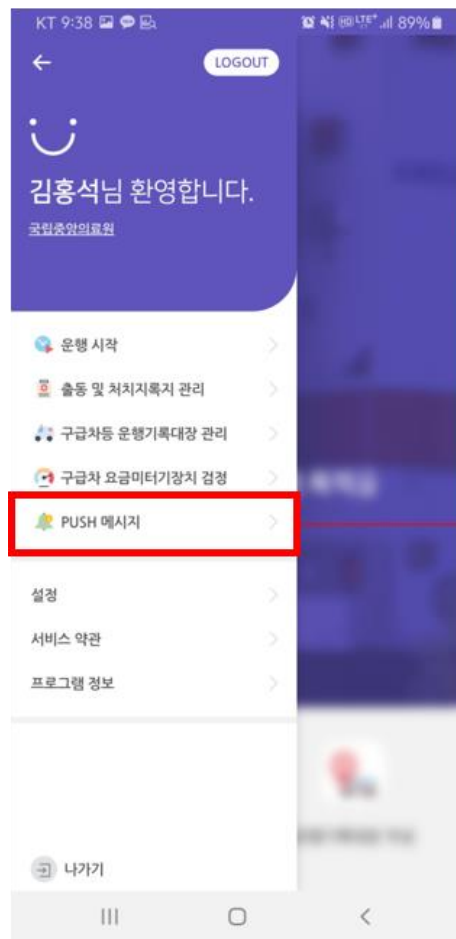 KT 9:38 89%
LOGOUT
김홍석님 환영합니다.
국립중앙의료원
운행 시작
출동 및 처치지록지 관리
구급차등 운행기록대장 관리
구급차 요금미터기장치 검정
PUSH 메시지
설정
서비스 약관
프로그램 정보
나가기